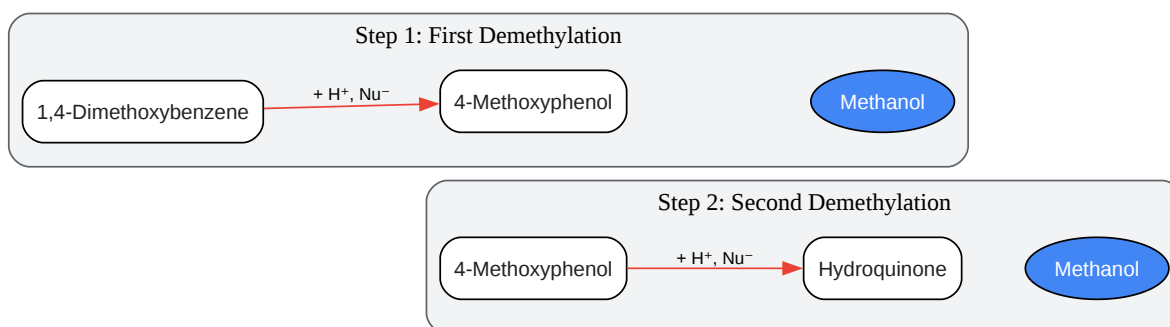 Step 1: First Demethylation
1,4-Dimethoxybenzene
+ H⁺, Nu⁻
4-Methoxyphenol
Methanol
Step 2: Second Demethylation
4-Methoxyphenol
+ H⁺, Nu⁻
Hydroquinone
Methanol